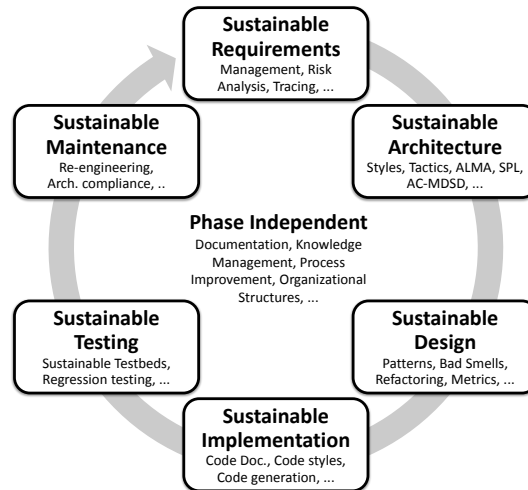 Sustainable
Requirements
Management, Risk
Analysis, Tracing, ...
Sustainable
Architecture
Styles, Tactics, ALMA, SPL,
AC-MDSD, ...
Sustainable
Design
Patterns, Bad Smells,
Refactoring, Metrics, ...
Sustainable
Implementation
Code Doc., Code styles,
Code generation, ...
Sustainable
Testing
Sustainable Testbeds,
Regression testing, ...
Sustainable
Maintenance
Re-engineering,
Arch. compliance, ..
Phase Independent
Documentation, Knowledge
Management, Process
Improvement, Organizational
Structures, ...